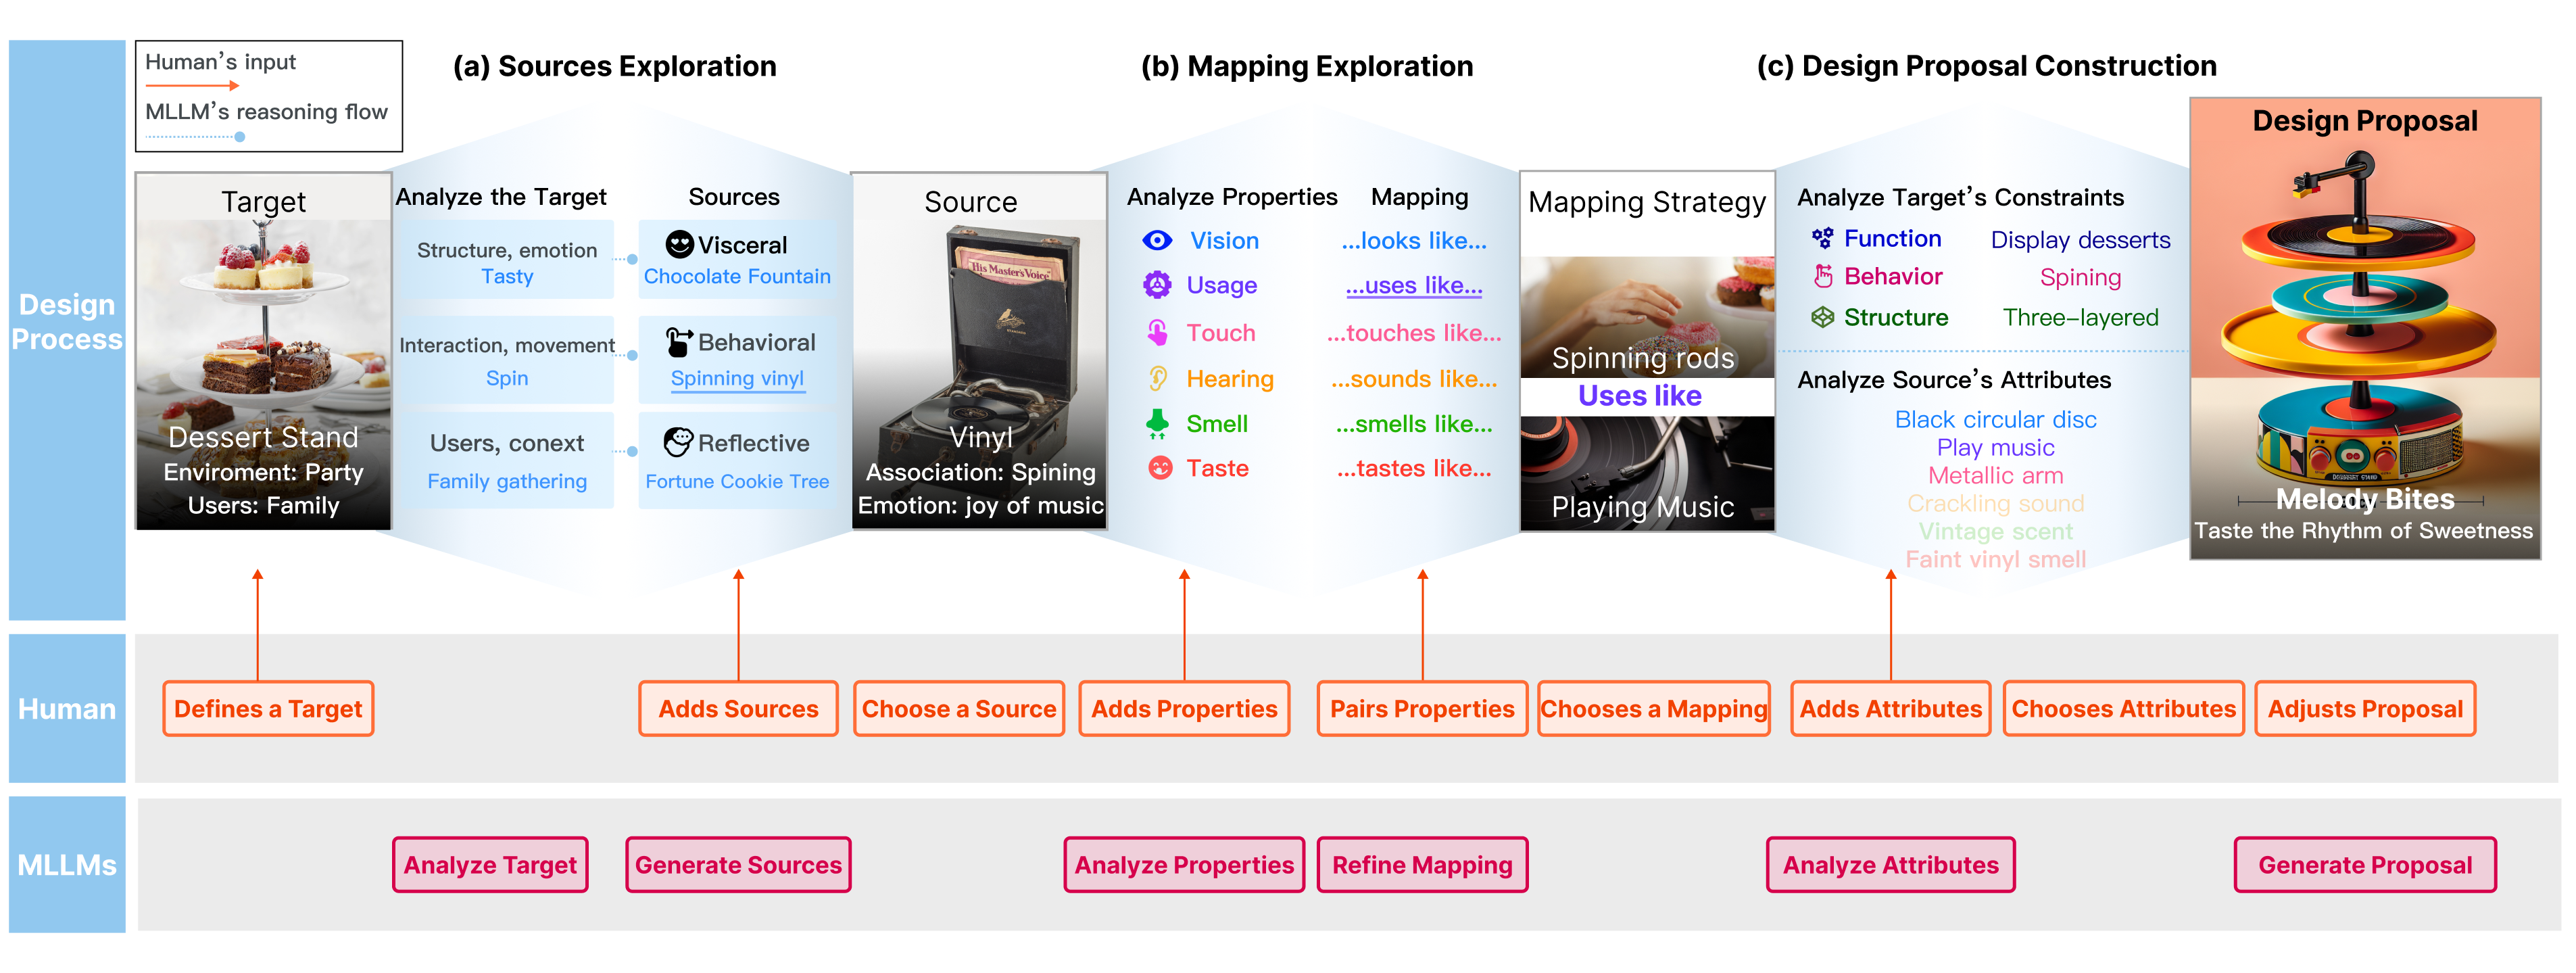 Human's input
MLLM's reasoning flow
(a) Sources Exploration
(b) Mapping Exploration
(c) Design Proposal Construction
Design
Process
Target
Dessert Stand
Enviroment: Party
Users: Family
Analyze the Target
Structure, emotion
Tasty
Interaction, movement
Spin
Users, conext
Family gathering
Sources
Visceral
Chocolate Fountain
Behavioral
Spinning vinyl
Reflective
Fortune Cookie Tree
Source
His Master's Voice
Vinyl
Association: Spining
Emotion: joy of music
Analyze Properties
Vision
Usage
Touch
Hearing
Smell
Taste
Mapping
...looks like...
...uses like...
...touches like...
...sounds like...
...smells like...
...tastes like...
Mapping Strategy
Spinning rods
Uses like
Playing Music
Analyze Target's Constraints
Function
Display desserts
Behavior
Spining
Structure
Three-layered
Analyze Source's Attributes
Black circular disc
Play music
Metallic arm
Crackling sound
Vintage scent
Faint vinyl smell
Design Proposal
Melody Bites
Taste the Rhythm of Sweetness
Human
Defines a Target
Adds Sources
Choose a Source
Adds Properties
Pairs Properties
Chooses a Mapping
Adds Attributes
Chooses Attributes
Adjusts Proposal
MLLMs
Analyze Target
Generate Sources
Analyze Properties
Refine Mapping
Analyze Attributes
Generate Proposal